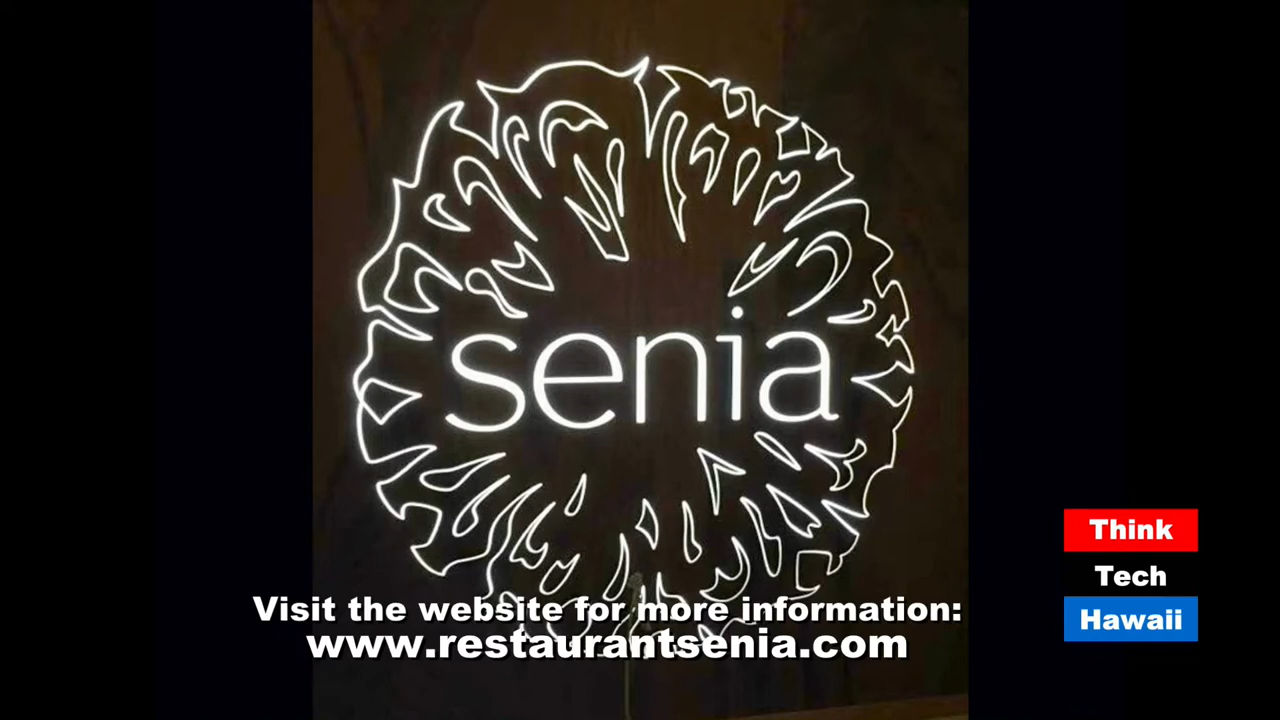 senia
Visit the website for more information:
www.restaurantsenia.com
Think
Tech
Hawaii